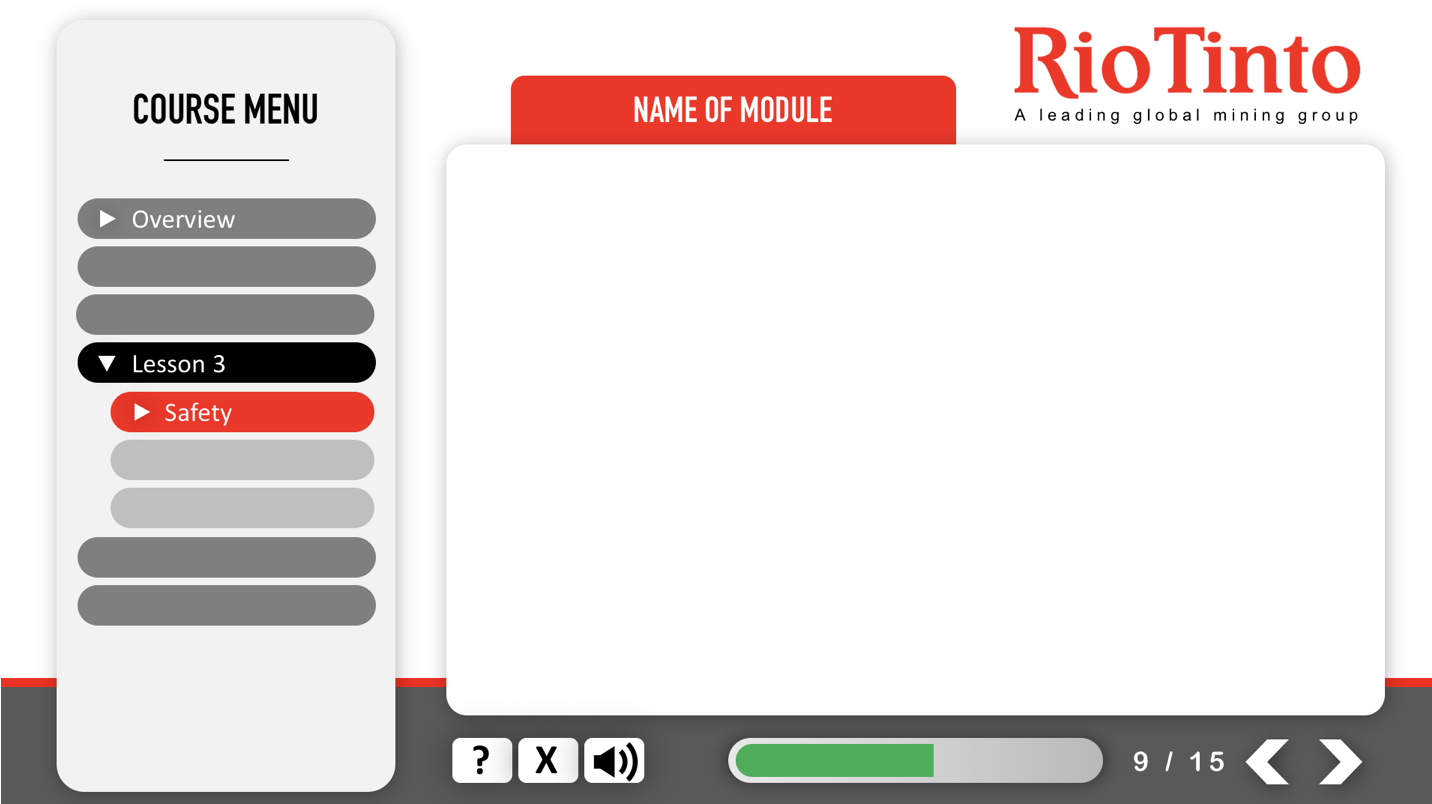 COURSE MENU
Overview
Lesson 3
Safety
NAME OF MODULE
RioTinto
A leading global mining group
?
X
9 / 15